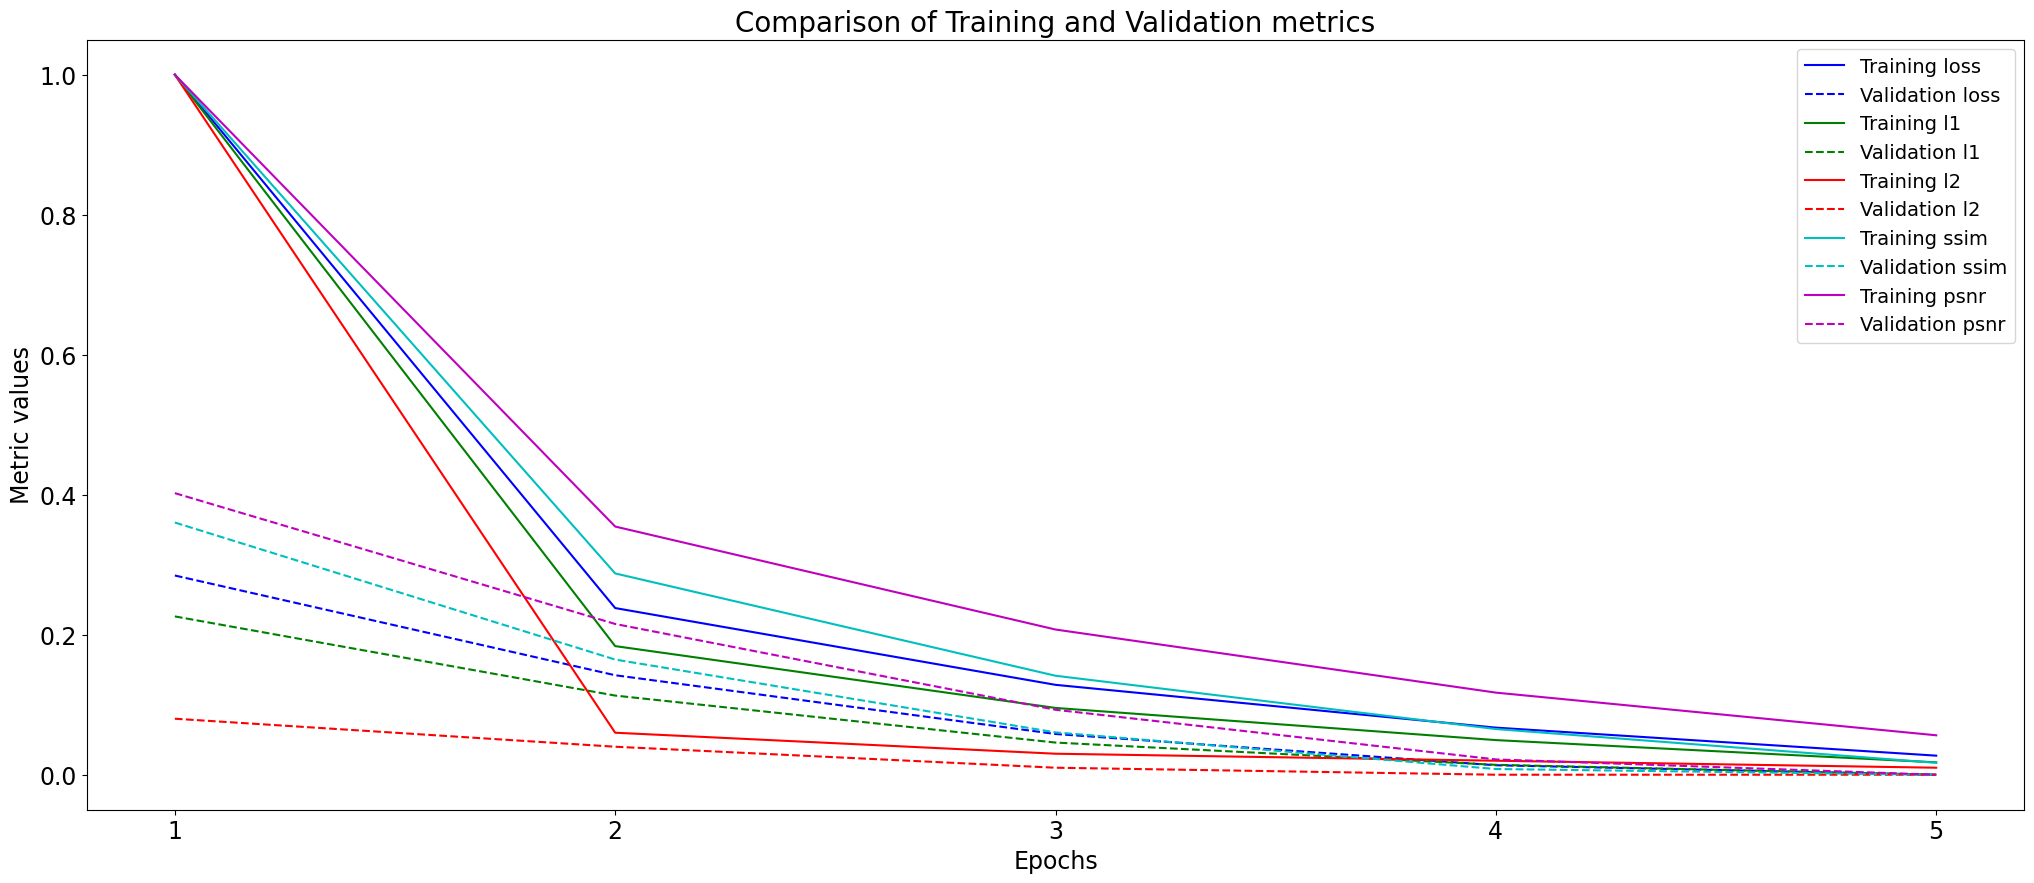 Comparison of Training and Validation metrics
Metric values
1.0
0.8
0.6
0.4
0.2
0.0
Training loss
Validation loss
Training l1
Validation l1
Training l2
Validation l2
Training ssim
Validation ssim
Training psnr
Validation psnr
1 2 3 4 5
Epochs